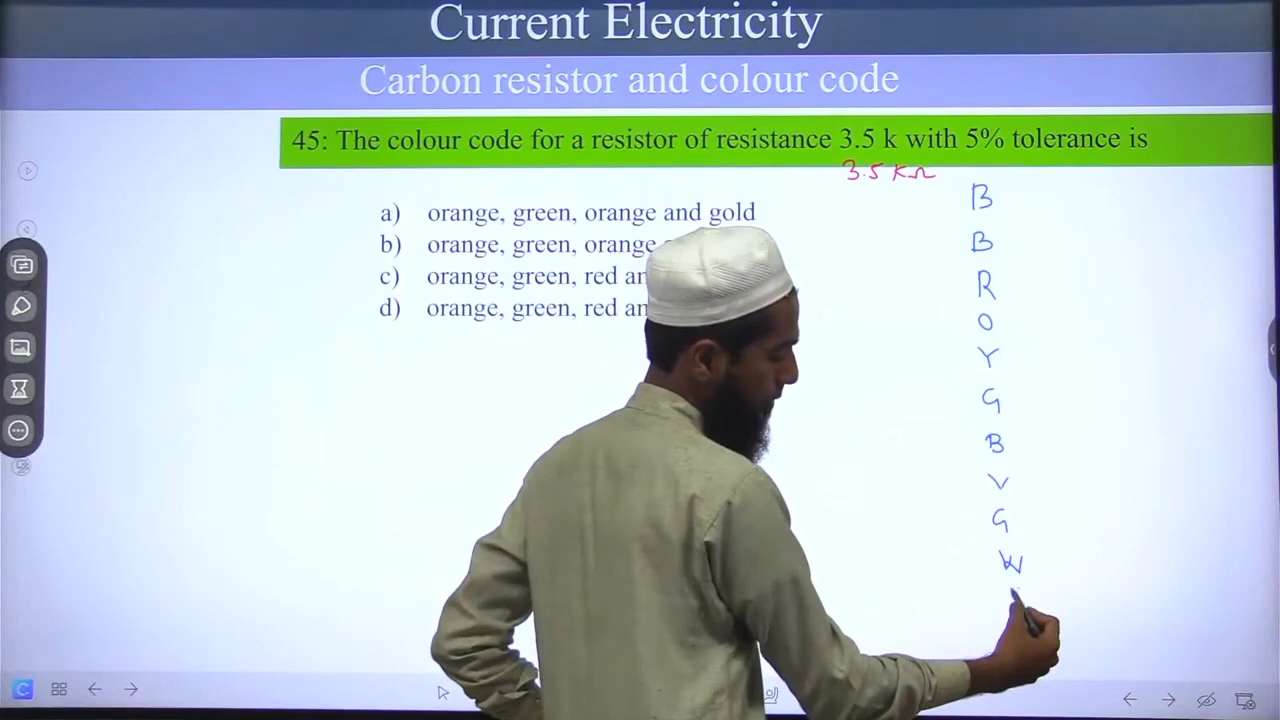 Current Electricity
Carbon resistor and colour code
45: The colour code for a resistor of resistance 3.5 k with 5% tolerance is
3.5 KΩ
a) orange, green, orange and gold
b) orange, green, orange
c) orange, green, red
d) orange, green, red
B
B
R
O
Y
G
B
V
G
W